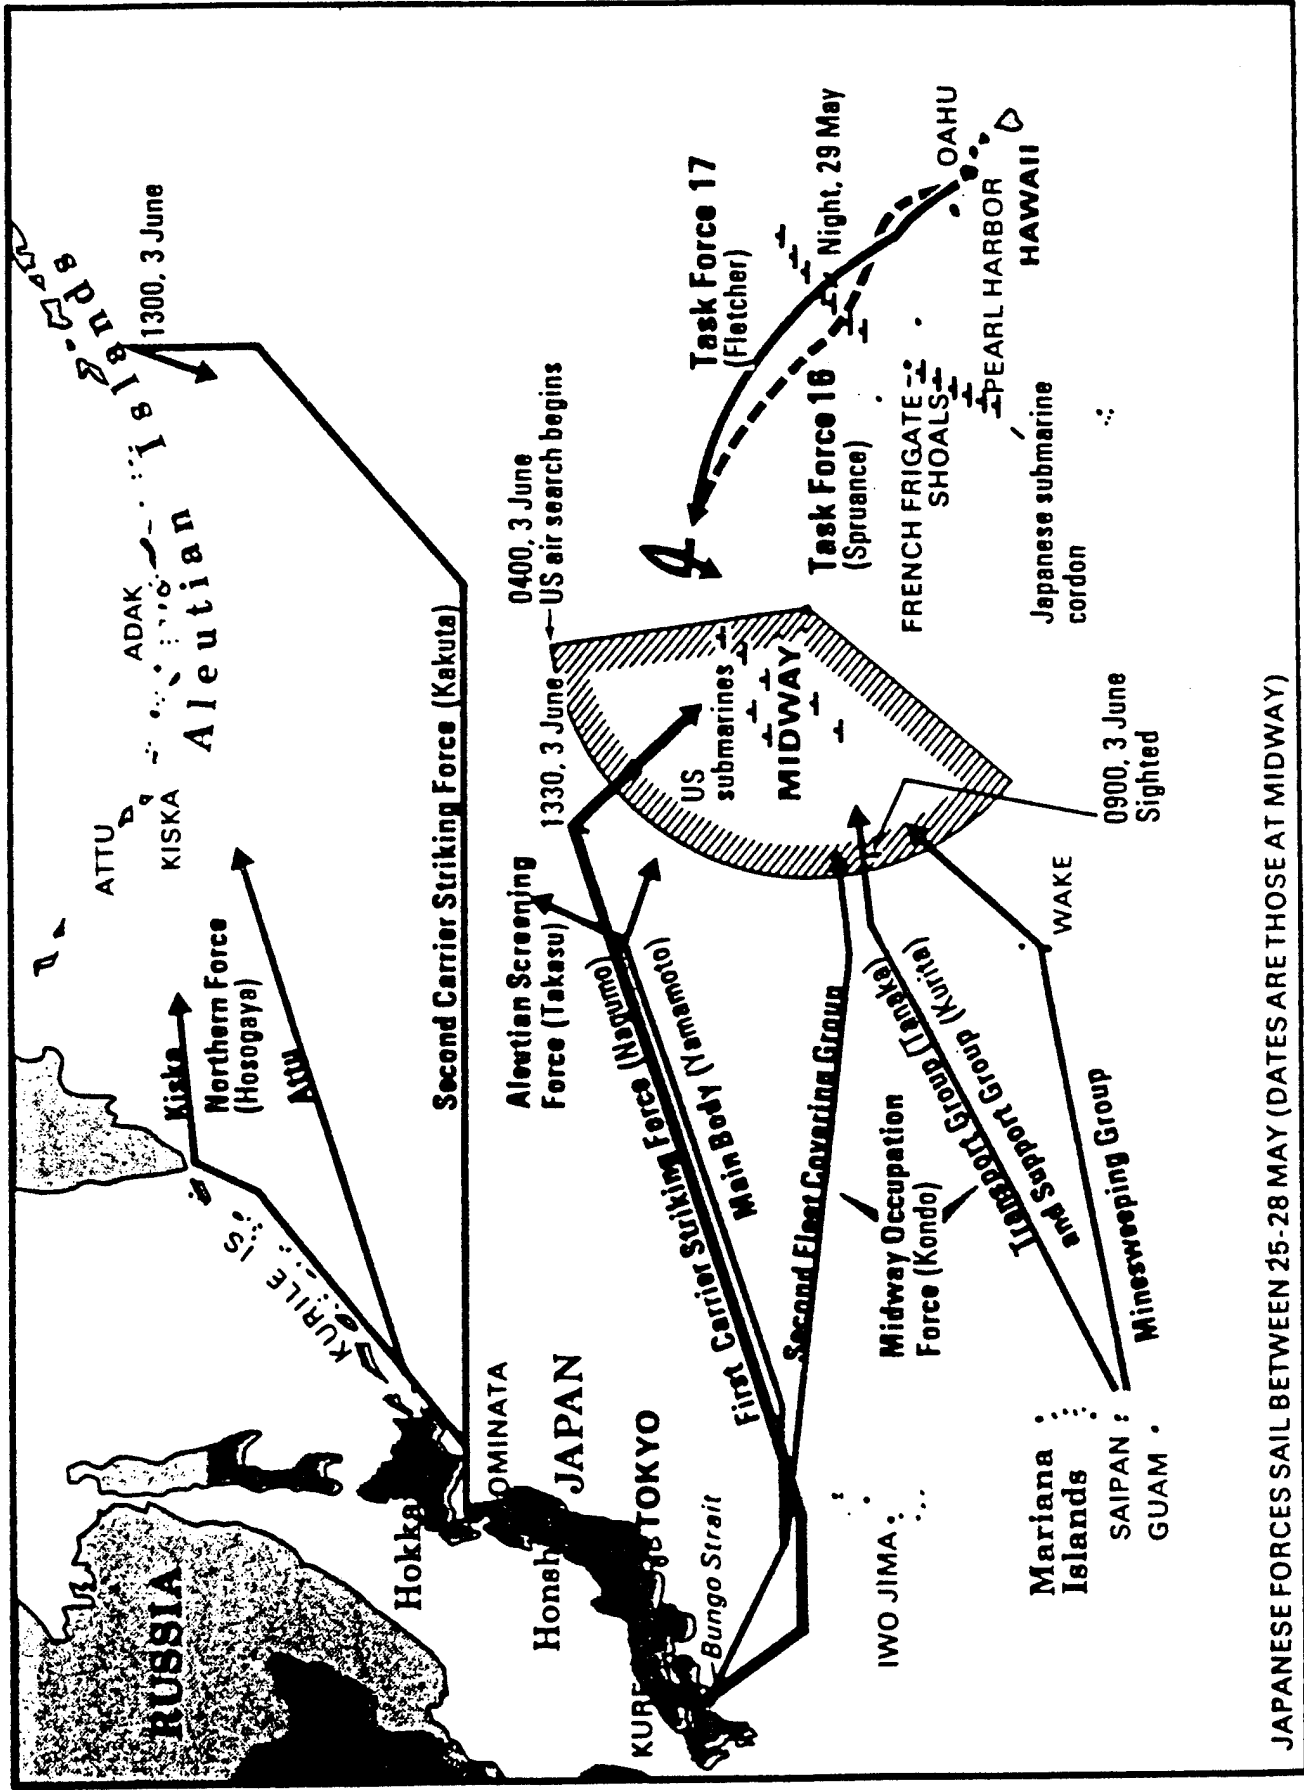 RUSSIA
KURILE IS
Hokka
OMINATA
Honsh
JAPAN
KURE
TOKYO
Bungo Strait
IWO JIMA
Mariana
Islands
SAIPAN
GUAM
Kiska
Northern Force
(Hosogaya)
Attu
ATTU
KISKA
ADAK
Aleutian Islands
1300, 3 June
Second Carrier Striking Force (Kakuta)
Aleutian Screening
Force (Takasu)
First Carrier Striking Force (Nagumo)
Main Body (Yamamoto)
Second Fleet Covering Group
Midway Occupation
Force (Kondo)
Transport Group (Tanaka)
and Support Group (Kurita)
Minesweeping Group
WAKE
0900, 3 June
Sighted
1330, 3 June
0400, 3 June
US air search begins
US
submarines
MIDWAY
Task Force 17
(Fletcher)
Night, 29 May
Task Force 16
(Spruance)
FRENCH FRIGATE
SHOALS
Japanese submarine
cordon
OAHU
PEARL HARBOR
HAWAII
JAPANESE FORCES SAIL BETWEEN 25-28 MAY (DATES ARE THOSE AT MIDWAY)